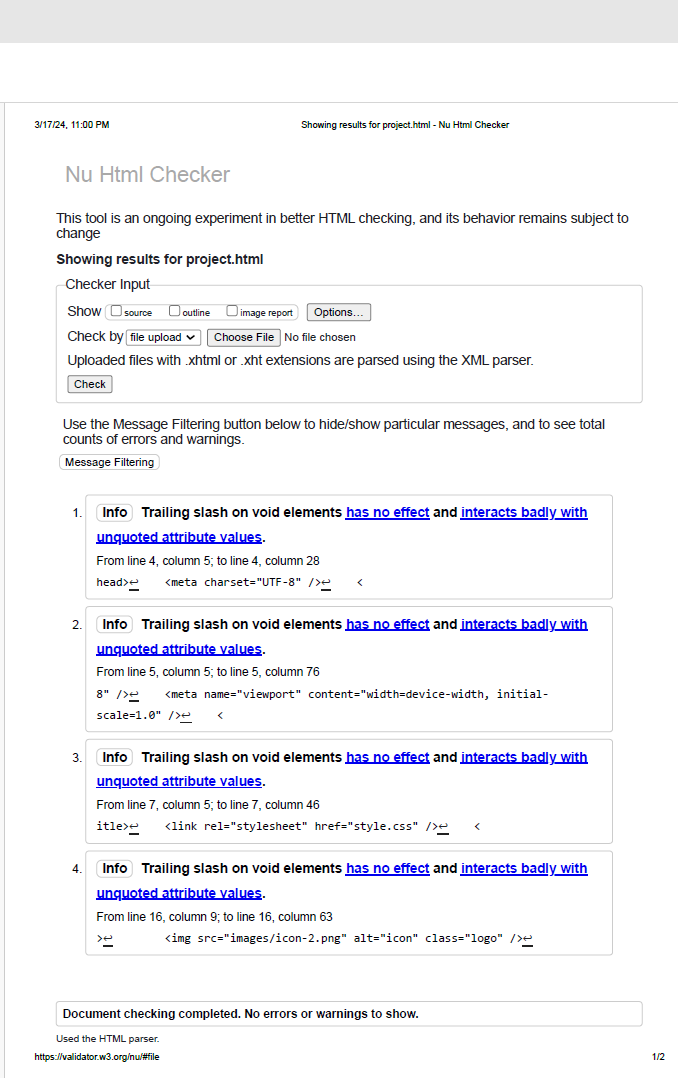 3/17/24, 11:00 PM Showing results for project.html - Nu Html Checker
Nu Html Checker
This tool is an ongoing experiment in better HTML checking, and its behavior remains subject to
change
Showing results for project.html
Checker Input
Show source outline image report Options...
Check by file upload Choose File No file chosen
Uploaded files with .xhtml or .xht extensions are parsed using the XML parser.
Check
Use the Message Filtering button below to hide/show particular messages, and to see total
counts of errors and warnings.
Message Filtering
1. Info Trailing slash on void elements has no effect and interacts badly with
unquoted attribute values.
From line 4, column 5; to line 4, column 28
head>↩    <meta charset="UTF-8" />↩    <
2. Info Trailing slash on void elements has no effect and interacts badly with
unquoted attribute values.
From line 5, column 5; to line 5, column 76
8" />↩    <meta name="viewport" content="width=device-width, initial-
scale=1.0" />↩    <
3. Info Trailing slash on void elements has no effect and interacts badly with
unquoted attribute values.
From line 7, column 5; to line 7, column 46
itle>↩    <link rel="stylesheet" href="style.css" />↩    <
4. Info Trailing slash on void elements has no effect and interacts badly with
unquoted attribute values.
From line 16, column 9; to line 16, column 63
>↩        <img src="images/icon-2.png" alt="icon" class="logo" />↩
Document checking completed. No errors or warnings to show.
Used the HTML parser.
https://validator.w3.org/nu/#file 1/2